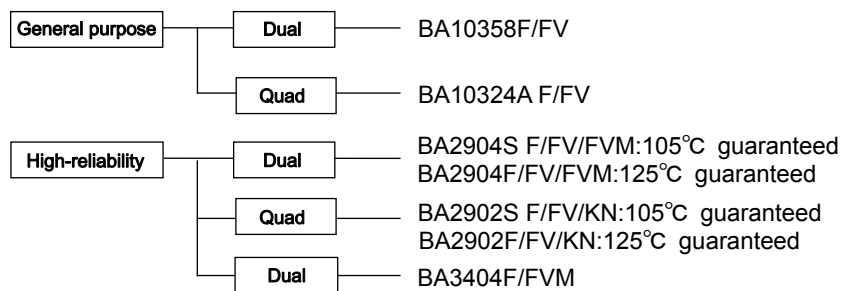 General purpose
Dual
BA10358F/FV
Quad
BA10324A F/FV
High-reliability
Dual
BA2904S F/FV/FVM:105℃ guaranteed
BA2904F/FV/FVM:125℃ guaranteed
Quad
BA2902S F/FV/KN:105℃ guaranteed
BA2902F/FV/KN:125℃ guaranteed
Dual
BA3404F/FVM